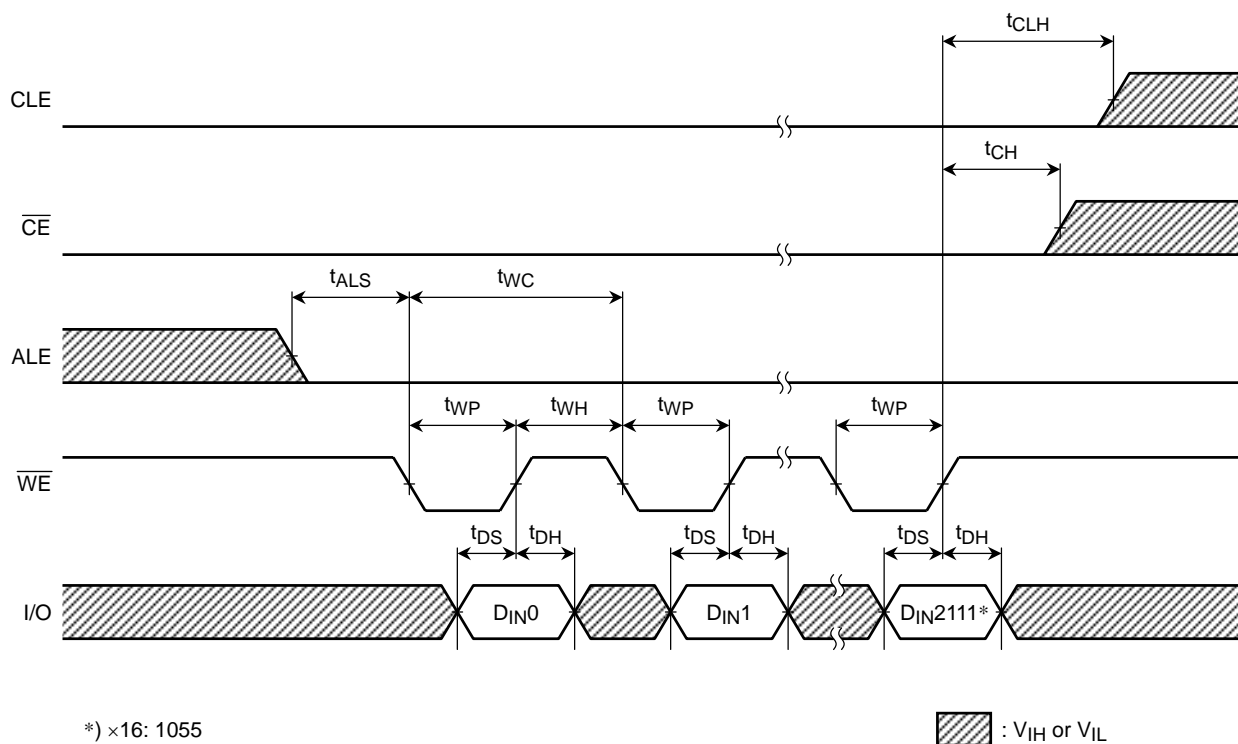 tCLH
CLE
tCH
CE
tALS tWC
ALE
tWP tWH tWP tWP
WE
tDS tDH tDS tDH tDS tDH
I/O DIN0 DIN1 DIN2111*
*) ×16: 1055 : VIH or VIL